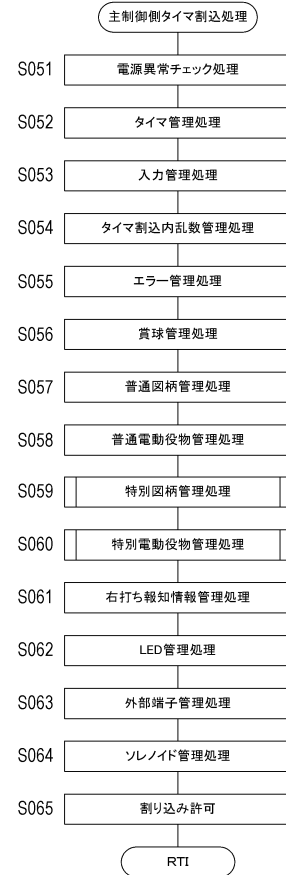 主制御側タイマ割込処理
S051 電源異常チェック処理
S052 タイマ管理処理
S053 入力管理処理
S054 タイマ割込内乱数管理処理
S055 エラー管理処理
S056 賞球管理処理
S057 普通図柄管理処理
S058 普通電動役物管理処理
S059 特別図柄管理処理
S060 特別電動役物管理処理
S061 右打ち報知情報管理処理
S062 LED管理処理
S063 外部端子管理処理
S064 ソレノイド管理処理
S065 割り込み許可
RTI